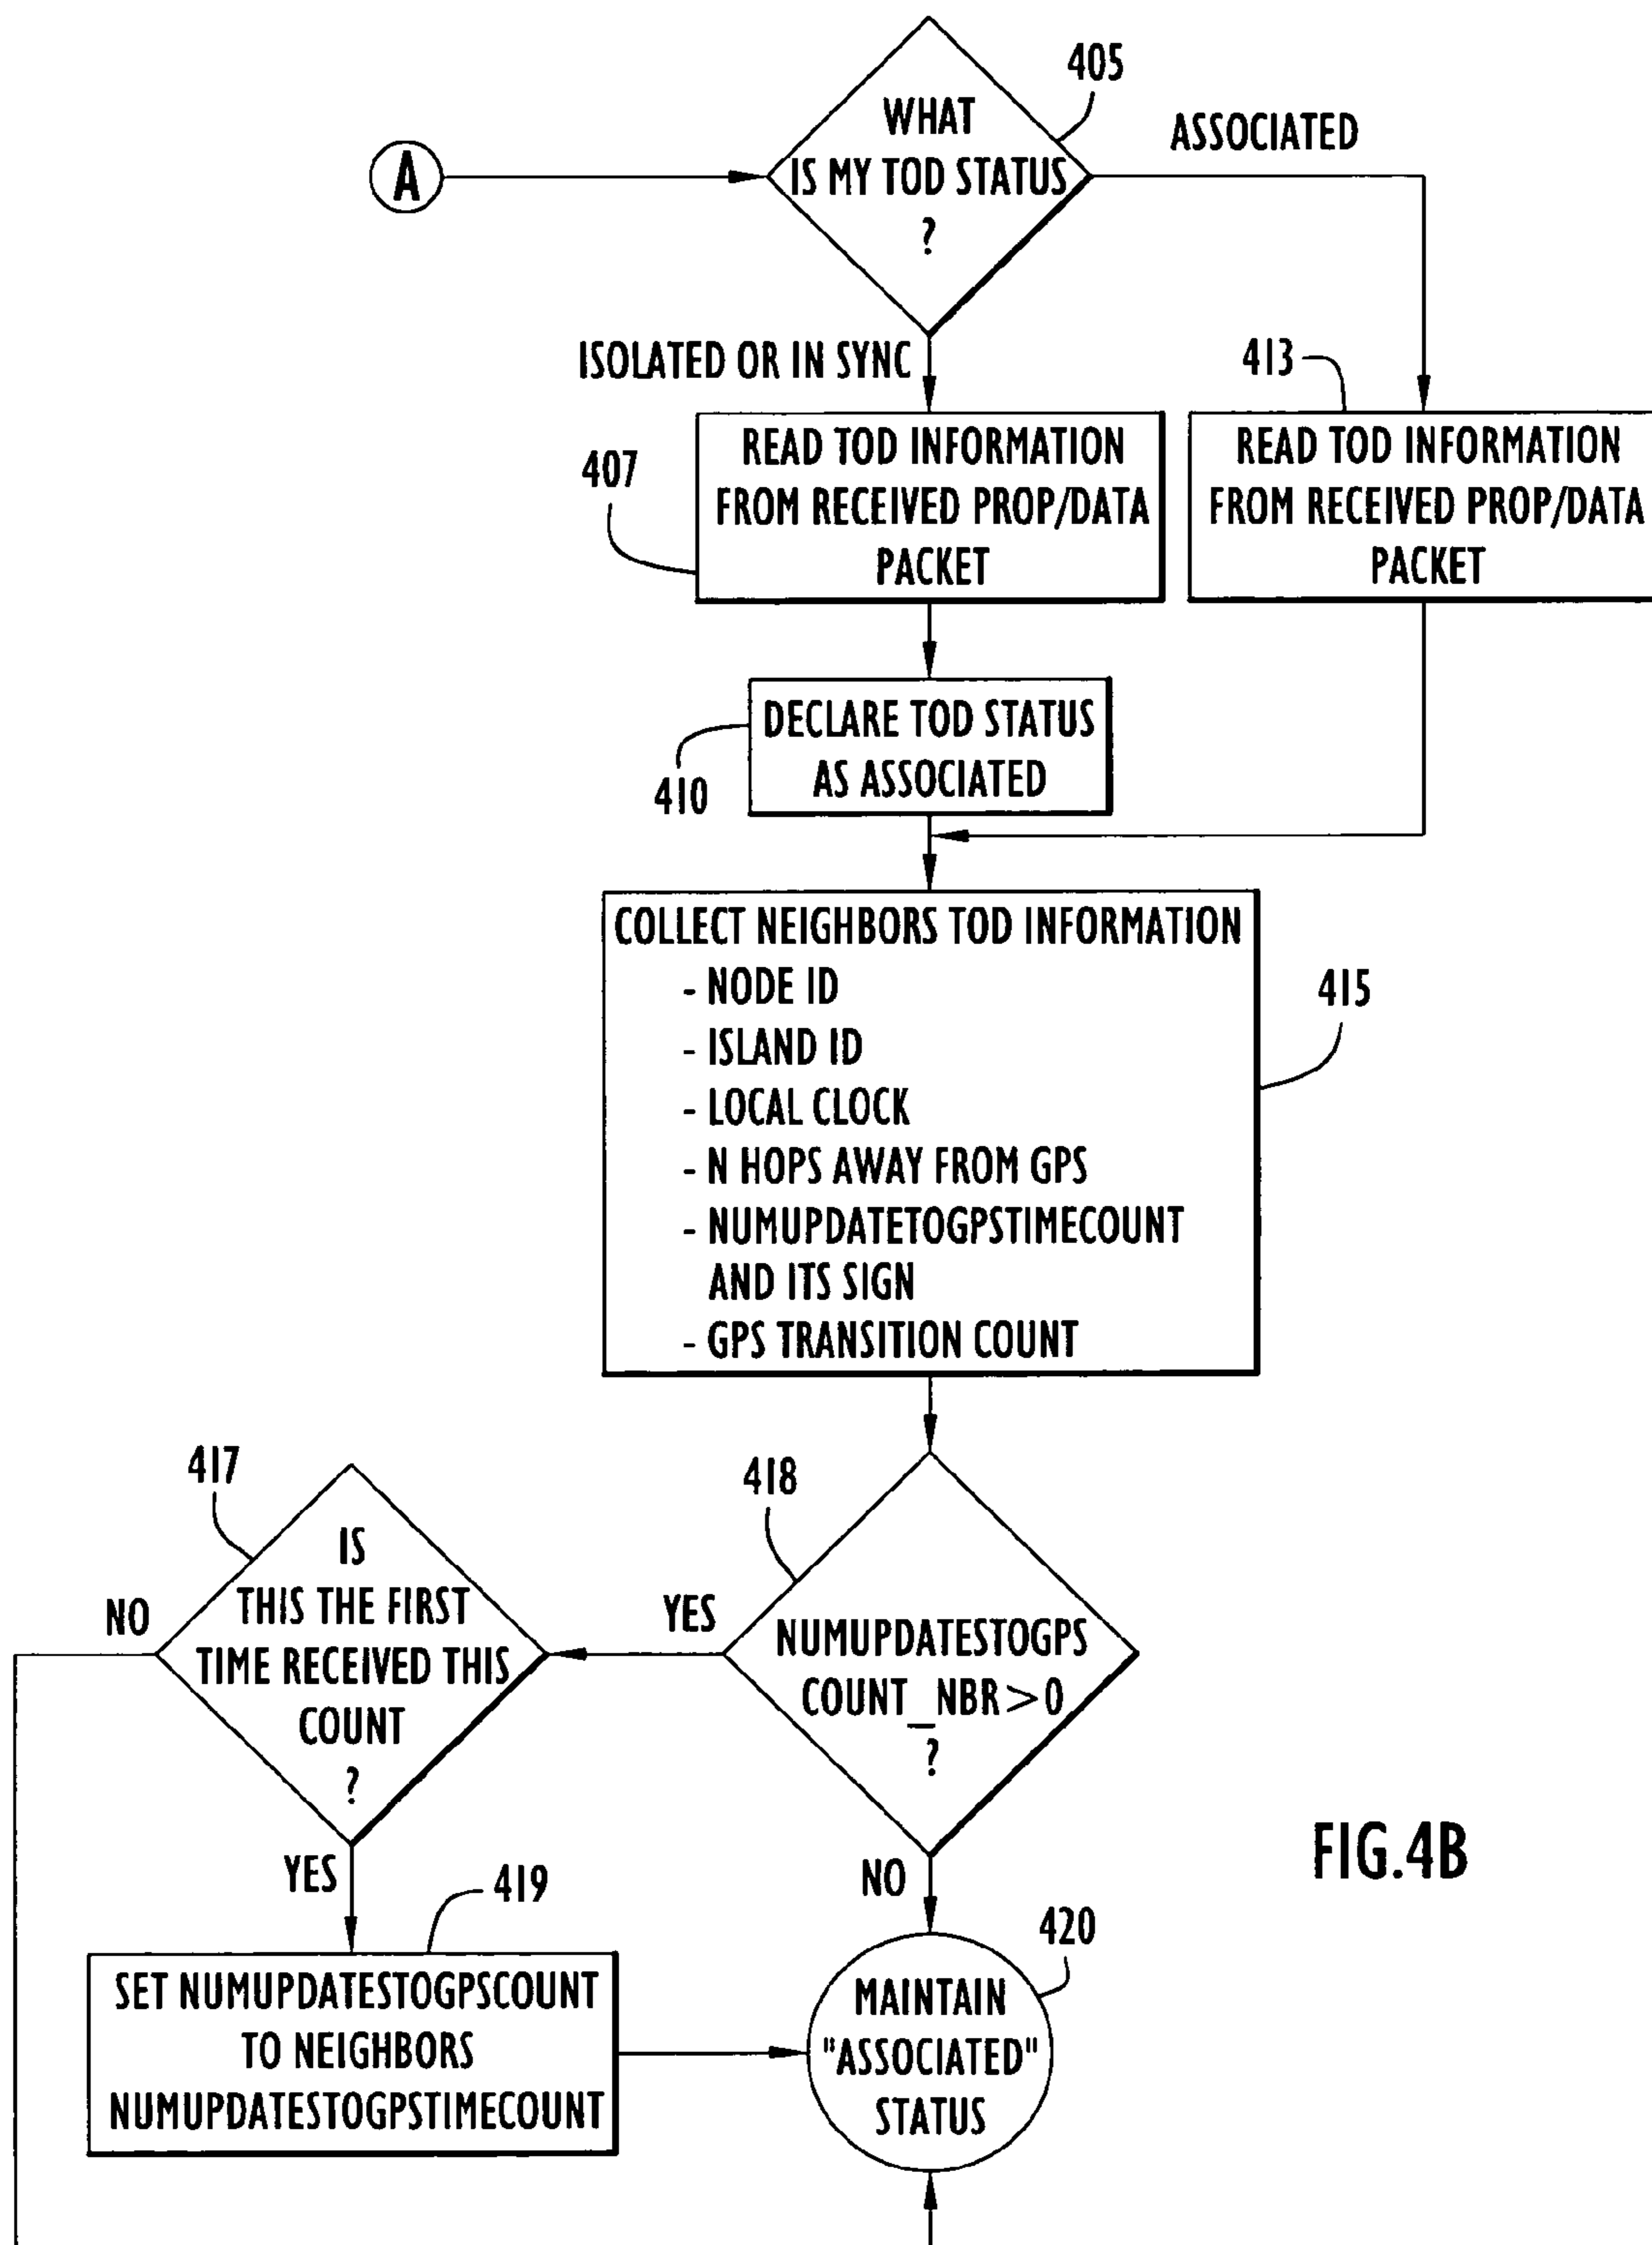 405
WHAT
IS MY TOD STATUS
?
ASSOCIATED
A
ISOLATED OR IN SYNC
413
407
READ TOD INFORMATION
FROM RECEIVED PROP/DATA
PACKET
READ TOD INFORMATION
FROM RECEIVED PROP/DATA
PACKET
DECLARE TOD STATUS
AS ASSOCIATED
410
COLLECT NEIGHBORS TOD INFORMATION
- NODE ID
- ISLAND ID
- LOCAL CLOCK
- N HOPS AWAY FROM GPS
- NUMUPDATETOGPSTIMECOUNT
AND ITS SIGN
- GPS TRANSITION COUNT
415
417
418
IS
THIS THE FIRST
TIME RECEIVED THIS
COUNT
?
NO
YES
NUMUPDATESTOGPS
COUNT_NBR>0
?
YES
NO
419
420
SET NUMUPDATESTOGPSCOUNT
TO NEIGHBORS
NUMUPDATESTOGPSTIMECOUNT
MAINTAIN
"ASSOCIATED"
STATUS
FIG.4B